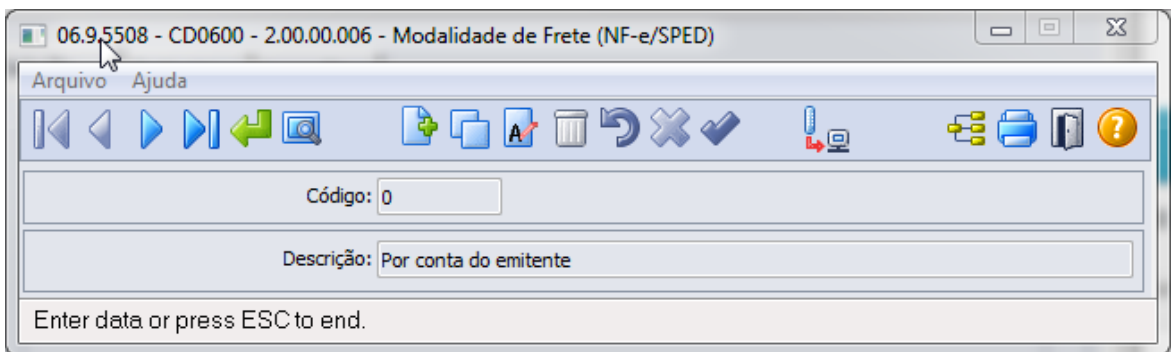 06.9.5508 - CD0600 - 2.00.00.006 - Modalidade de Frete (NF-e/SPED)
Arquivo Ajuda
Código: 0
Descrição: Por conta do emitente
Enter data or press ESC to end.